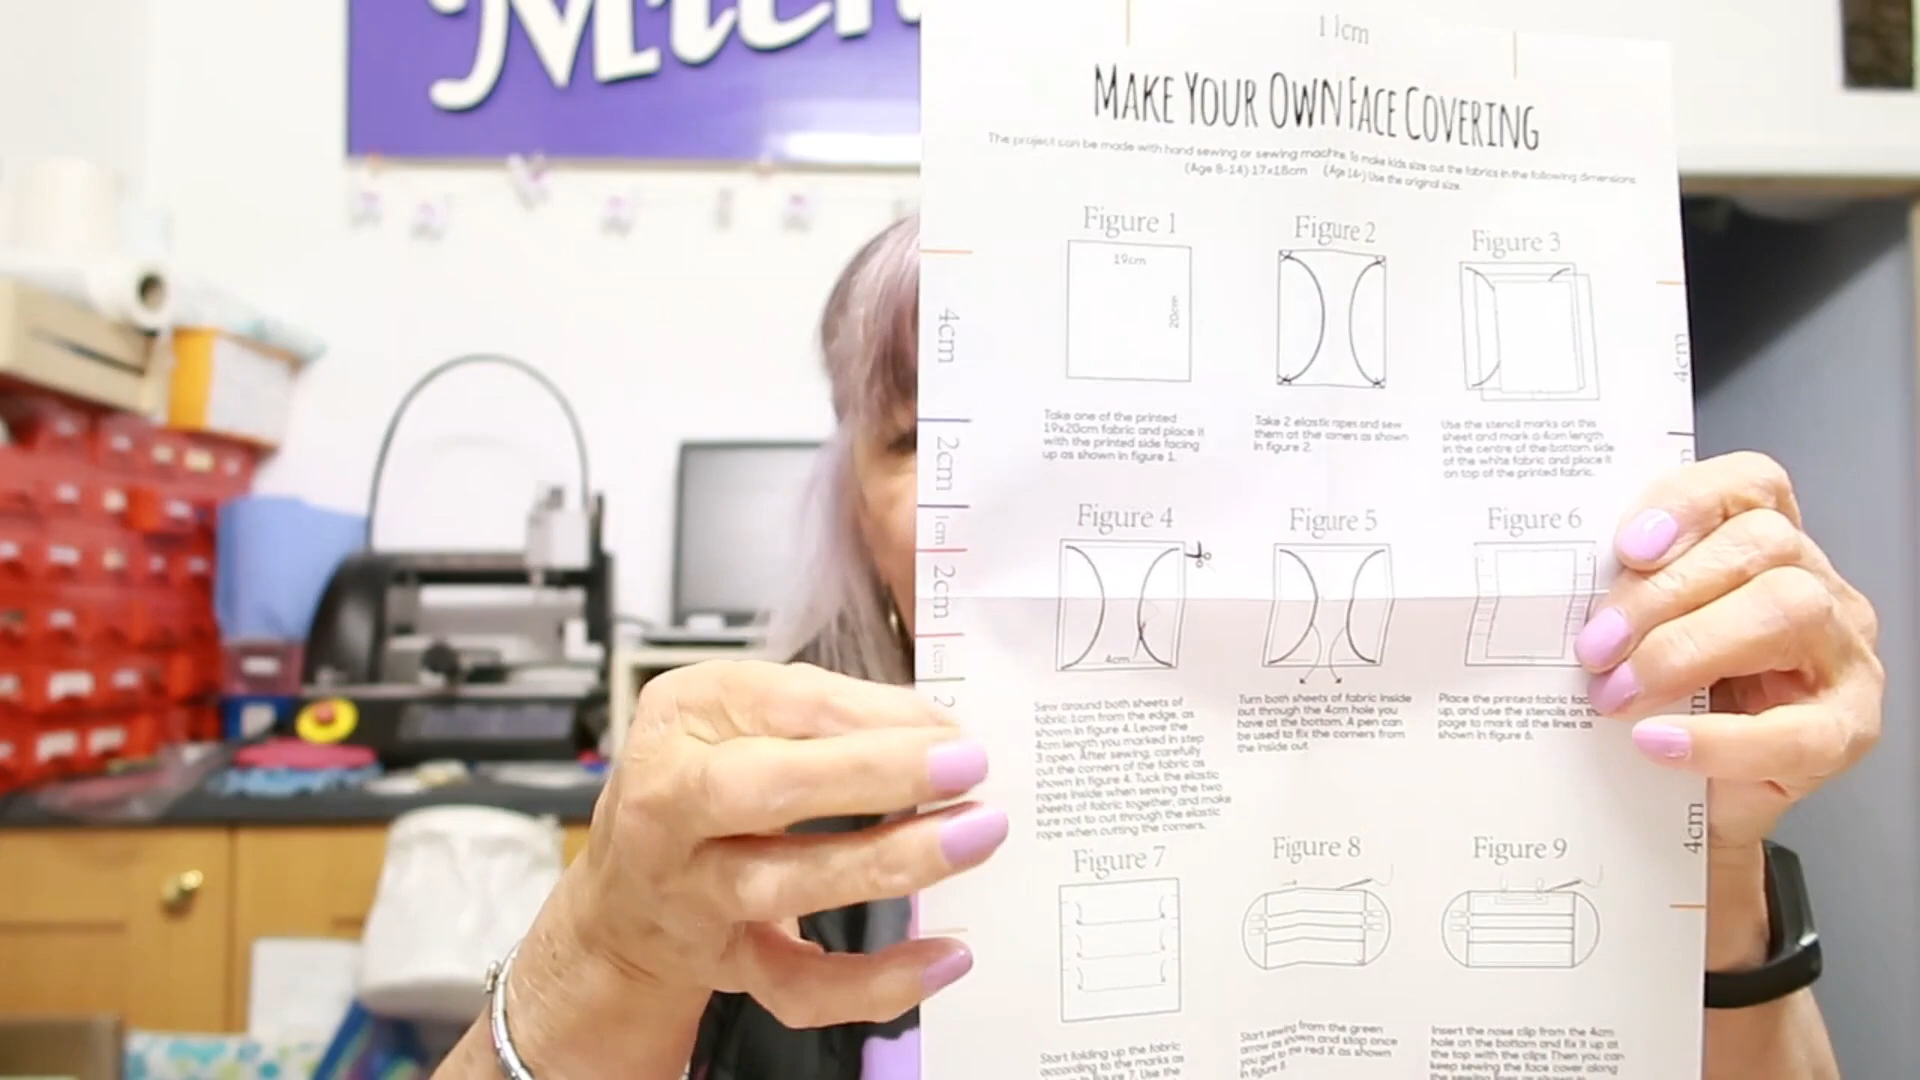 11cm
MAKE YOUR OWN FACE COVERING
The project can be made with hand sewing or sewing machine. To make kids size cut the fabrics in the following dimensions.
(Age 8-14) 17x18cm (Age 14+) Use the original size.
Figure 1
19cm
20cm
Take one of the printed
19x20cm fabric and place it
with the printed side facing
up as shown in figure 1.
Figure 2
Take 2 elastic ropes and sew
them at the corners as shown
in figure 2.
Figure 3
Use the stencil marks on this
sheet and mark a 4cm length
in the centre of the bottom side
of the white fabric and place it
on top of the printed fabric.
4cm
2cm
1cm
2cm
1cm
2
4cm
4cm
Figure 4
4cm
Sew around both sheets of
fabric 1cm from the edge, as
shown in figure 4. Leave the
4cm length you marked in step
3 open. After sewing, carefully
cut the corners of the fabric as
shown in figure 4. Tuck the elastic
ropes inside when sewing the two
sheets of fabric together, and make
sure not to cut through the elastic
rope when cutting the corners.
Figure 5
Turn both sheets of fabric inside
out through the 4cm hole you
have at the bottom. A pen can
be used to fix the corners from
the inside out.
Figure 6
Place the printed fabric
up, and use the stencils on
page to mark all the lines as
shown in figure 6.
Figure 7
Start folding up the fabric
according to the marks as
7. Use the
Figure 8
Start sewing from the green
arrow as shown and stop once
you get to the red X as shown
in figure 8
Figure 9
Insert the nose clip from the 4cm
hole on the bottom and fix it up at
the top with the clips. Then you can
keep sewing the face cover along